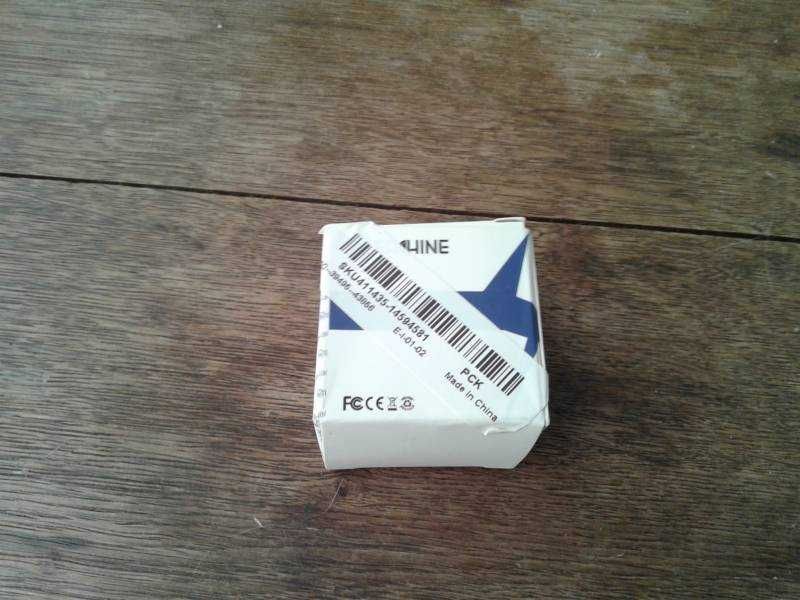 HINE
SKU411435-14594581
E-I-01-02
PCK
Made in China
FC CE